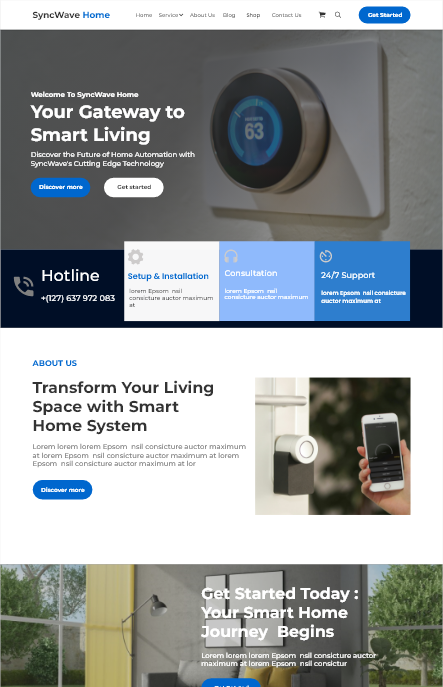 SyncWave Home
Home Service About Us Blog Shop Contact Us
Get Started
Welcome To SyncWave Home
Your Gateway to
Smart Living
Discover the Future of Home Automation with
SyncWave's Cutting Edge Technology
Discover more
Get started
63
Hotline
+(127) 637 972 083
Setup & Installation
lorem Epsom nsil
consicture auctor maximum
at
Consultation
lorem Epsom nsil
consicture auctor maximum
24/7 Support
lorem Epsom nsil consicture
auctor maximum at
ABOUT US
Transform Your Living
Space with Smart
Home System
Lorem lorem lorem Epsom nsil consicture auctor maximum
at lorem Epsom nsil consicture auctor maximum at lorem
Epsom nsil consicture auctor maximum at lor
Discover more
Get Started Today :
Your Smart Home
Journey Begins
Lorem lorem lorem Epsom nsil consicture auctor
maximum at lorem Epsom nsil consictur